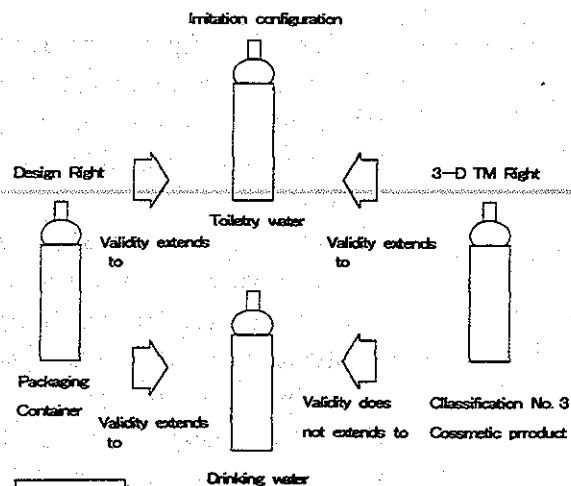 Imitation configuration
Design Right
3-D TM Right
Toiletry water
Validity extends
to
Validity extends
to
Packaging
Container
Validity extends
to
Validity does
not extends to
Cllassification No. 3
Cossmetic prroduct
Drinking water